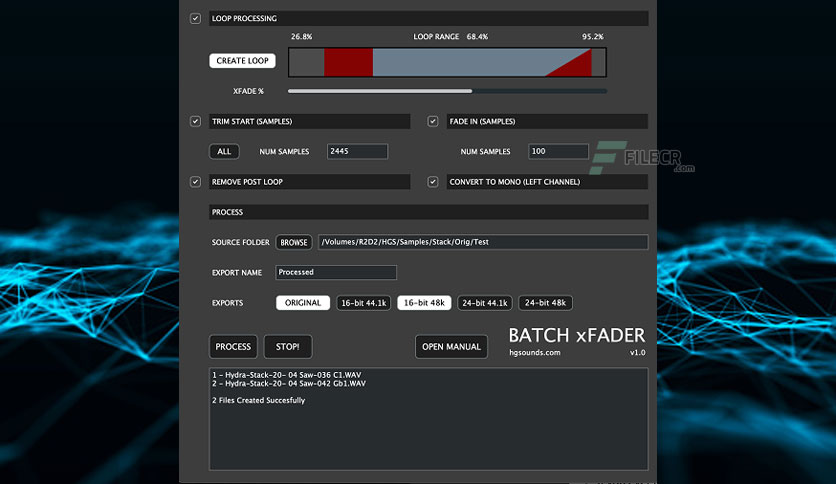 LOOP PROCESSING
26.8% LOOP RANGE 68.4% 95.2%
CREATE LOOP
XFADE %
TRIM START (SAMPLES) FADE IN (SAMPLES)
ALL NUM SAMPLES 2445 NUM SAMPLES 100
FILECR
.com
REMOVE POST LOOP CONVERT TO MONO (LEFT CHANNEL)
PROCESS
SOURCE FOLDER BROWSE /Volumes/R2D2/HGS/Samples/Stack/Orig/Test
EXPORT NAME Processed
EXPORTS ORIGINAL 16-bit 44.1k 16-bit 48k 24-bit 44.1k 24-bit 48k
PROCESS STOP! OPEN MANUAL BATCH xFADER
hgsounds.com v1.0
1 - Hydra-Stack-20- 04 Saw-036 C1.WAV
2 - Hydra-Stack-20- 04 Saw-042 Gb1.WAV
2 Files Created Succesfully